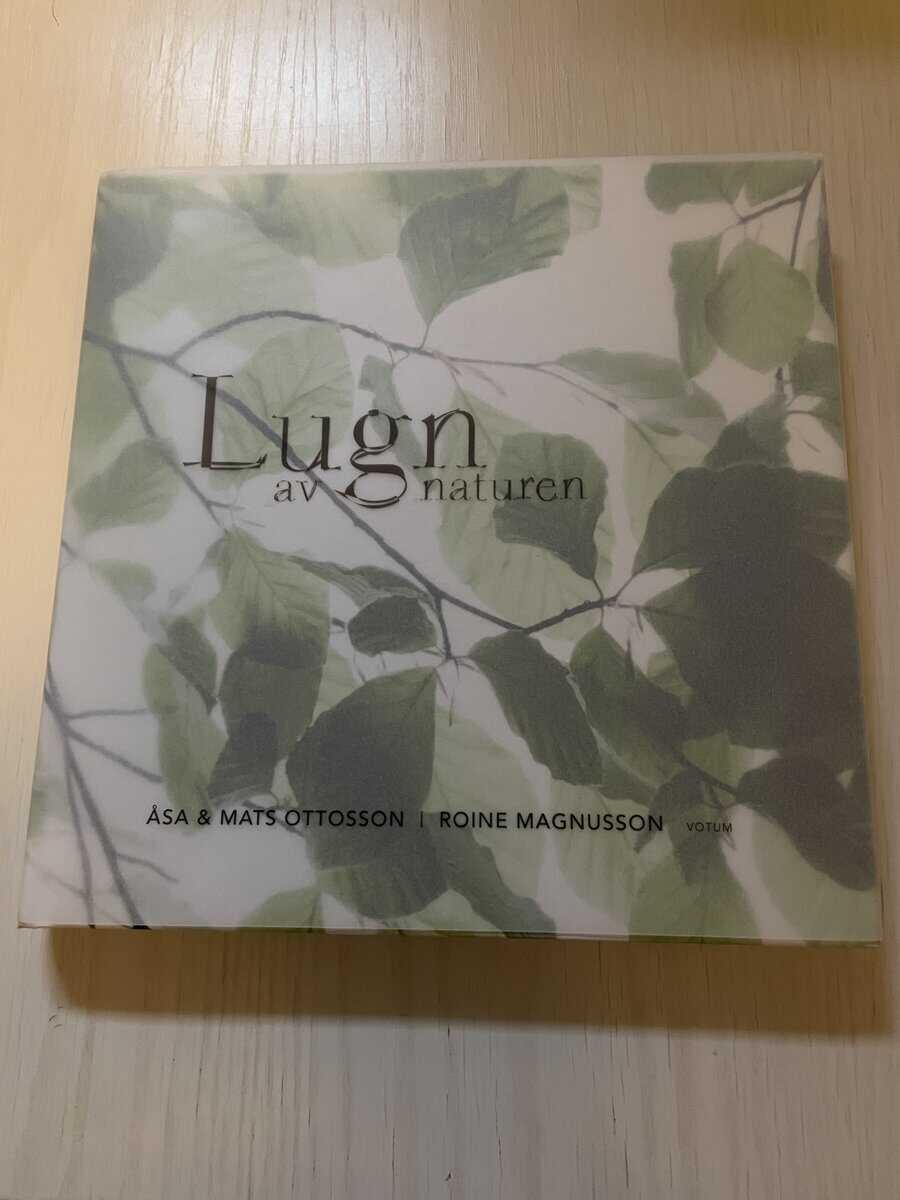 Lugn
av naturen
ÅSA & MATS OTTOSSON | ROINE MAGNUSSON VOTUM